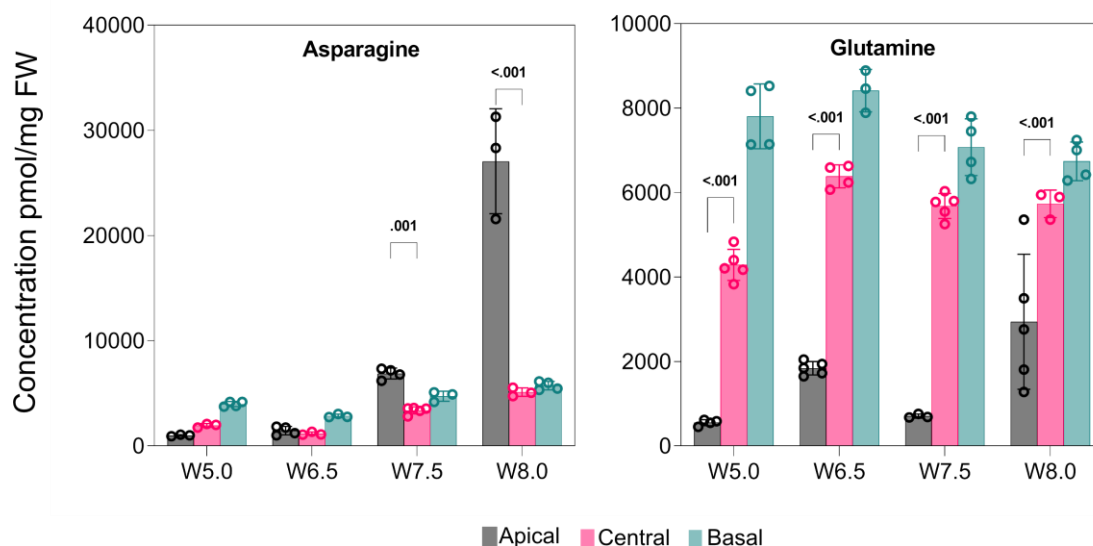 Concentration pmol/mg FW
Asparagine
40000
30000
20000
10000
0
<.001
.001
W5.0 W6.5 W7.5 W8.0
Glutamine
10000
8000
6000
4000
2000
0
<.001 <.001 <.001 <.001
W5.0 W6.5 W7.5 W8.0
Apical Central Basal